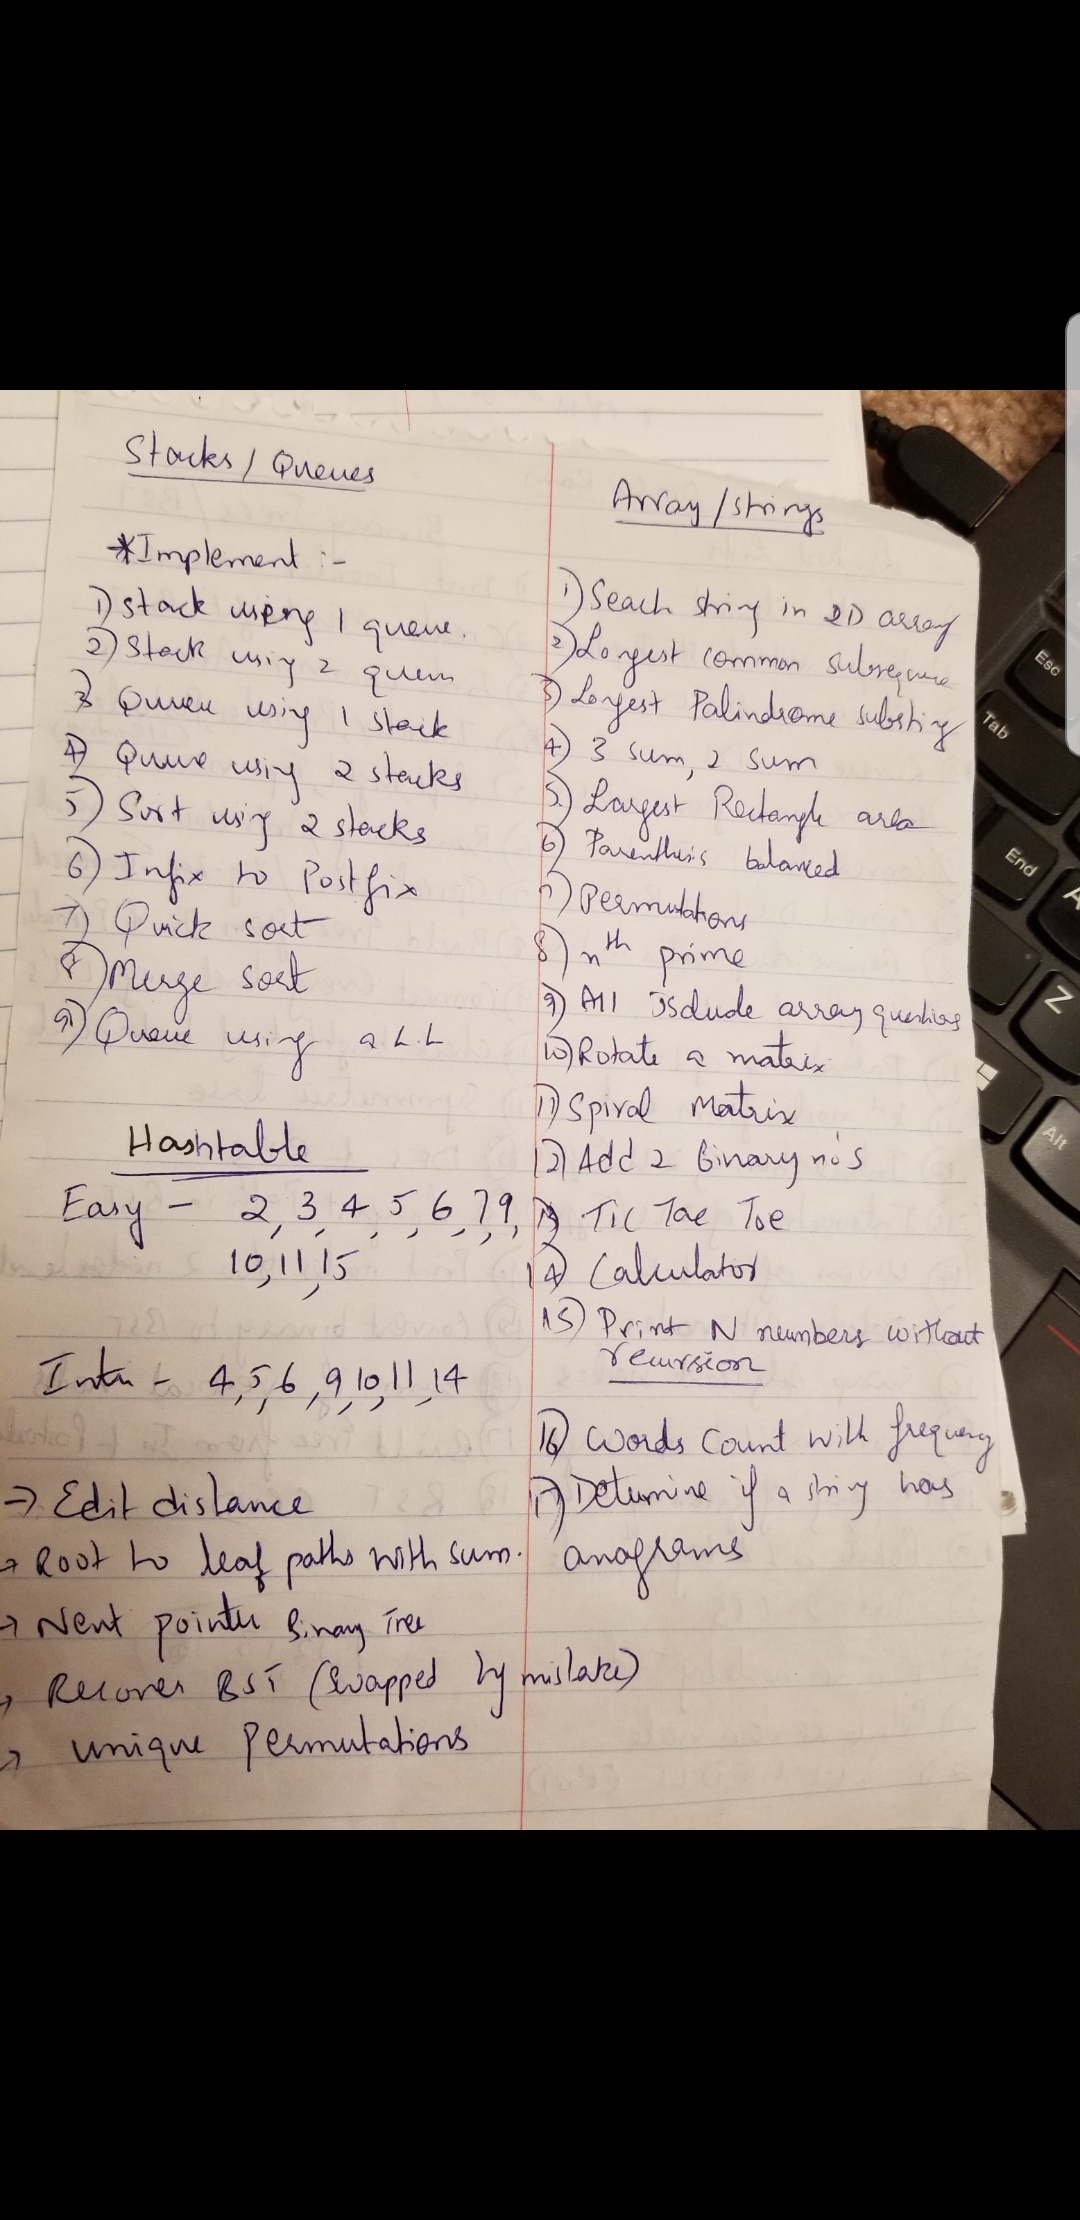 Stacks / Queues
*Implement :-
1) stack using 1 queue.
2) Stack using 2 queue
3 Queue using 1 stack
4) Queue using 2 stacks
5) Sort using 2 stacks
6) Infix to Postfix
7) Quick sort
8) Merge sort
9) Queue using a L.L
Hashtable
Easy - 2, 3, 4, 5, 6, 7, 9,
10, 11, 15
Inter - 4, 5, 6, 9, 10, 11, 14
→ Edit distance
→ Root to leaf paths with sum.
→ Next pointer Binary Tree
→ Recover BST (swapped by mistake)
→ unique Permutations
Array / strings
1) Seach string in 2D array
2) Longest common subsequence
3) Longest Palindrome substring
4) 3 sum, 2 sum
5) Largest Rectangle area
6) Parenthesis balanced
7) Permutations
8) nth prime
9) All array questions
10) Rotate a matrix
11) Spiral Matrix
12) Add 2 Binary no's
13) Tic Tac Toe
14) Calculator
15) Print N numbers without
recursion
16) Words Count with frequency
17) Determine if a string has
anagrams
Esc
Tab
End
A
Z
Alt